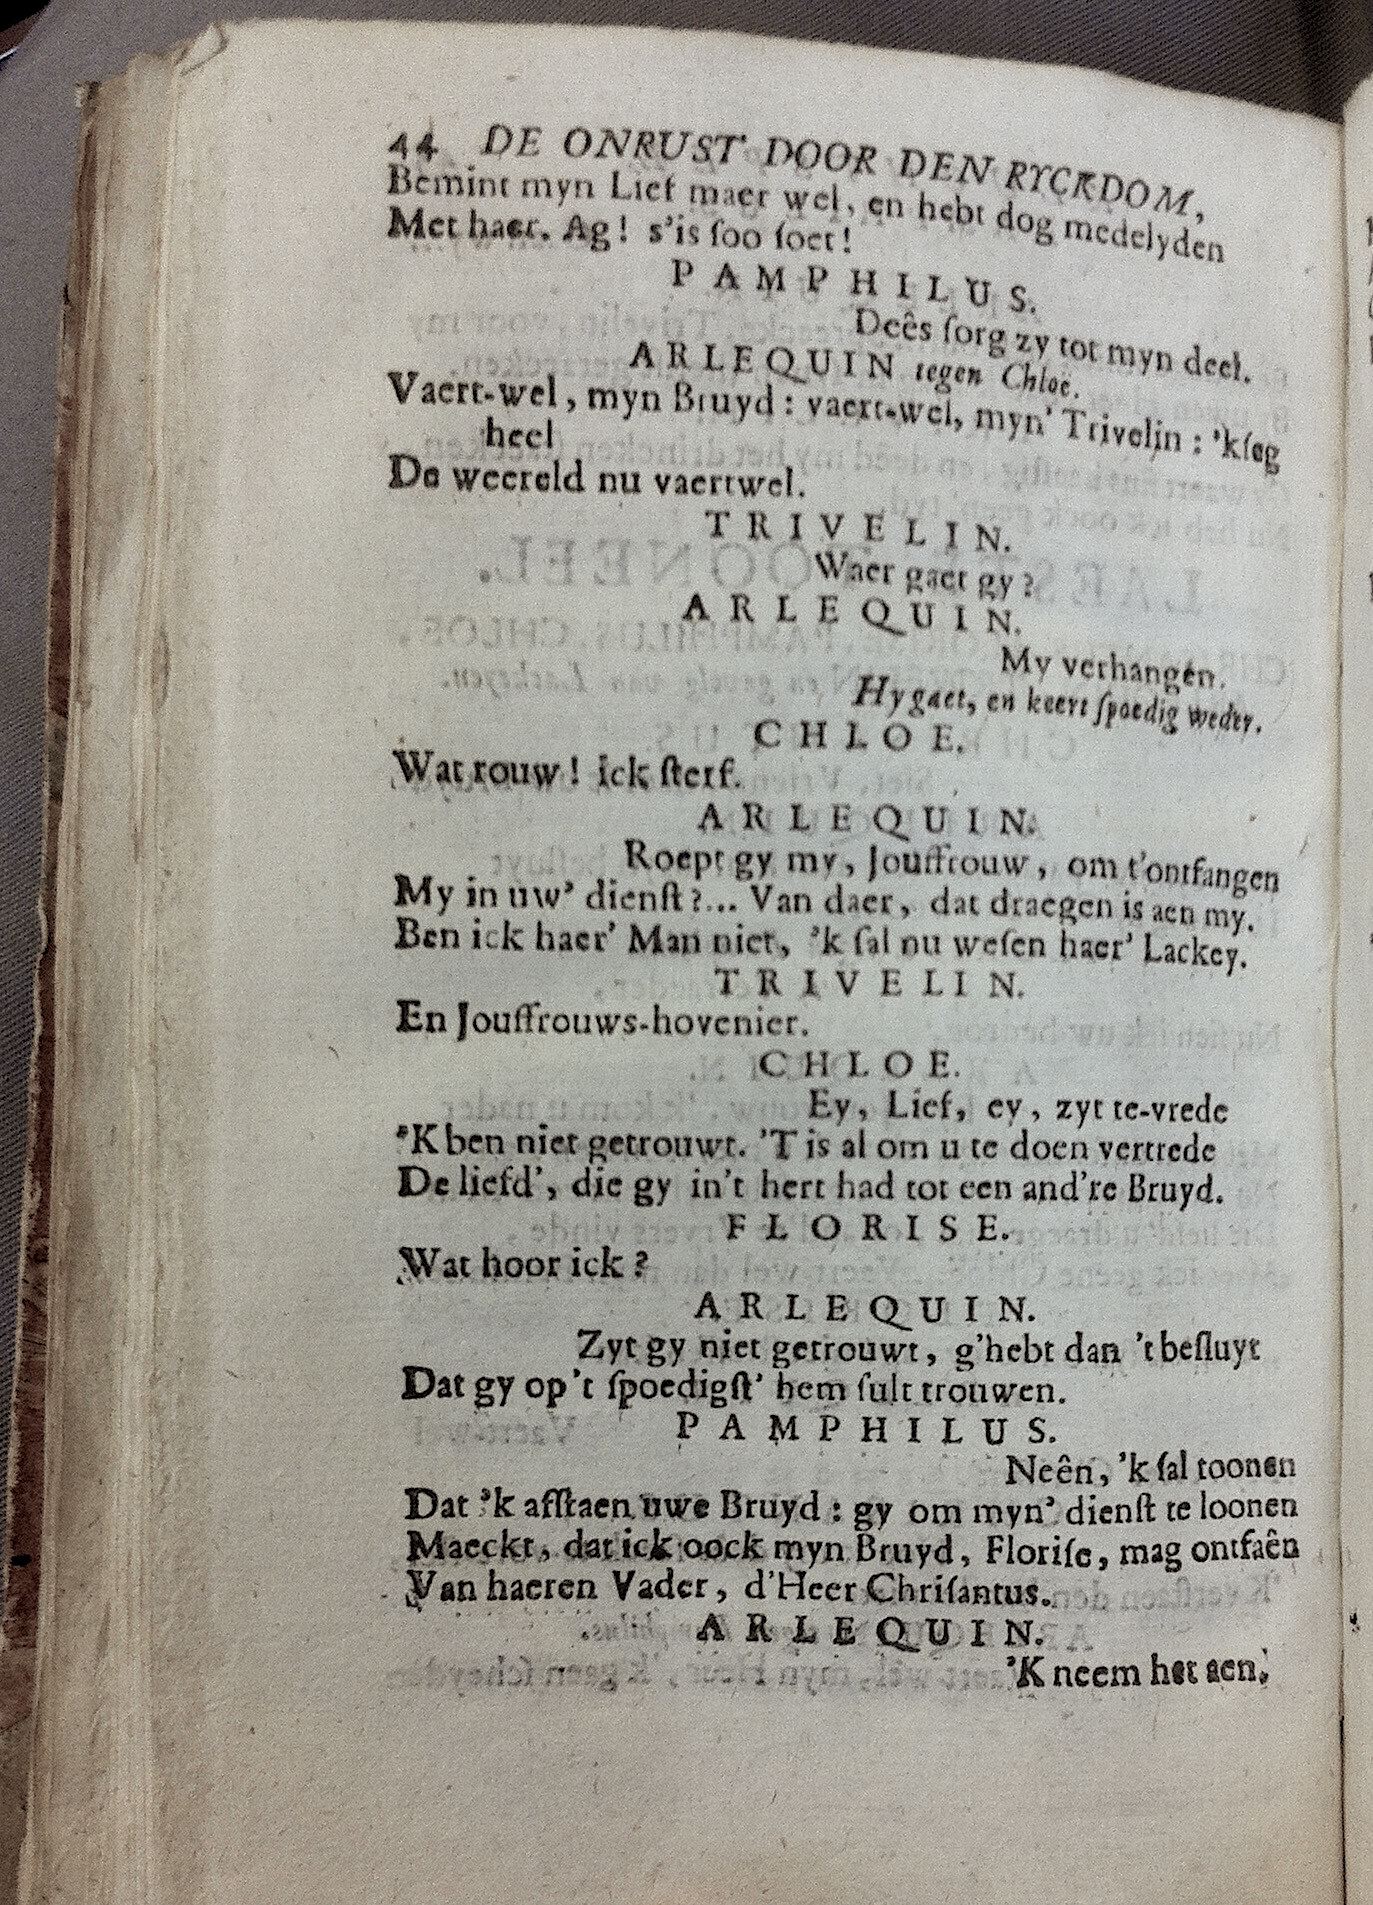 44 DE ONRUST DOOR DEN RYCKDOM,
Bemint myn Lief maer wel, en hebt dog medelyden
Met haer. Ag! s'is ſoo ſoet!
PAMPHILUS.
Deês ſorg zy tot myn deel.
ARLEQUIN tegen Chloë.
Vaert-wel, myn Bruyd: vaert-wel, myn' Trivelin: 'kſeg
heel
De weereld nu vaertwel.
TRIVELIN.
Waer gaet gy?
ARLEQUIN.
My verhangen.
Hy gaet, en keert ſpoedig weder.
CHLOE.
Wat rouw! ick ſterf.
ARLEQUIN.
Roept gy my, Jouffrouw, om t'ontfangen
My in uw' dienſt?... Van daer, dat draegen is aen my.
Ben ick haer' Man niet, 'k ſal nu weſen haer' Lackey.
TRIVELIN.
En Jouffrouws-hovenier.
CHLOE.
Ey, Lief, ey, zyt te-vrede
'K ben niet getrouwt. 'T is al om u te doen vertrede
De liefd', die gy in't hert had tot een and're Bruyd.
FLORISE.
Wat hoor ick?
ARLEQUIN.
Zyt gy niet getrouwt, g'hebt dan 't beſluyt
Dat gy op 't ſpoedigſt' hem ſult trouwen.
PAMPHILUS.
Neên, 'k ſal toonen
Dat 'k afſtaen uwe Bruyd: gy om myn' dienſt te loonen
Maeckt, dat ick oock myn Bruyd, Floriſe, mag ontfaên
Van haeren Vader, d'Heer Chriſantus.
ARLEQUIN.
'K neem het aen.